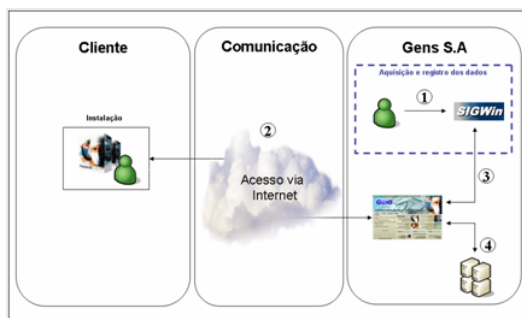 Cliente
Comunicação
Gens S.A
Aquisição e registro dos dados
Instalação
1
SIGWin
2
Acesso via
Internet
3
4